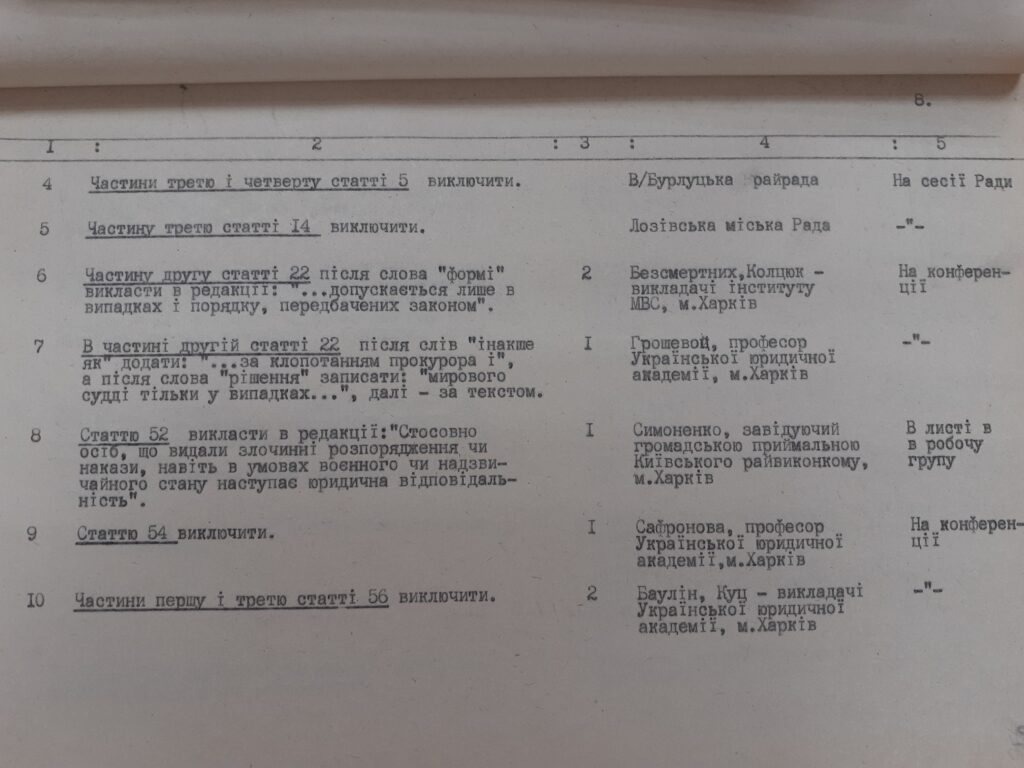 8.
I : 2 : 3 : 4 : 5
4 Частини третю і четверту статті 5 виключити. В/Бурлуцька райрада На сесії Ради
5 Частину третю статті I4 виключити. Лозівська міська Рада -"-
6 Частину другу статті 22 після слова "формі" 2 Безсмертних,Колцюк - На конферен-
викласти в редакції: "...допускається лише в викладачі інституту ції
випадках і порядку, передбачених законом". МВС, м.Харків
7 В частині другій статті 22 після слів "інакше I Грошевой, професор -"-
як" додати: "...за клопотанням прокурора і", Української юридичної
а після слова "рішення" записати: "мирового академії, м.Харків
судді тільки у випадках...", далі - за текстом.
8 Статтю 52 викласти в редакції:"Стосовно I Симоненко, завідуючий В листі в
осіб, що видали злочинні розпорядження чи громадською приймальною в робочу
накази, навіть в умовах воєнного чи надзви- Київського райвиконкому, групу
чайного стану наступає юридична відповідаль- м.Харків
ність".
9 Статтю 54 виключити. I Сафронова, професор На конферен-
Української юридичної ції
академії,м.Харків
IO Частини першу і третю статті 56 виключити. 2 Баулін, Куц - викладачі -"-
Української юридичної
академії, м.Харків